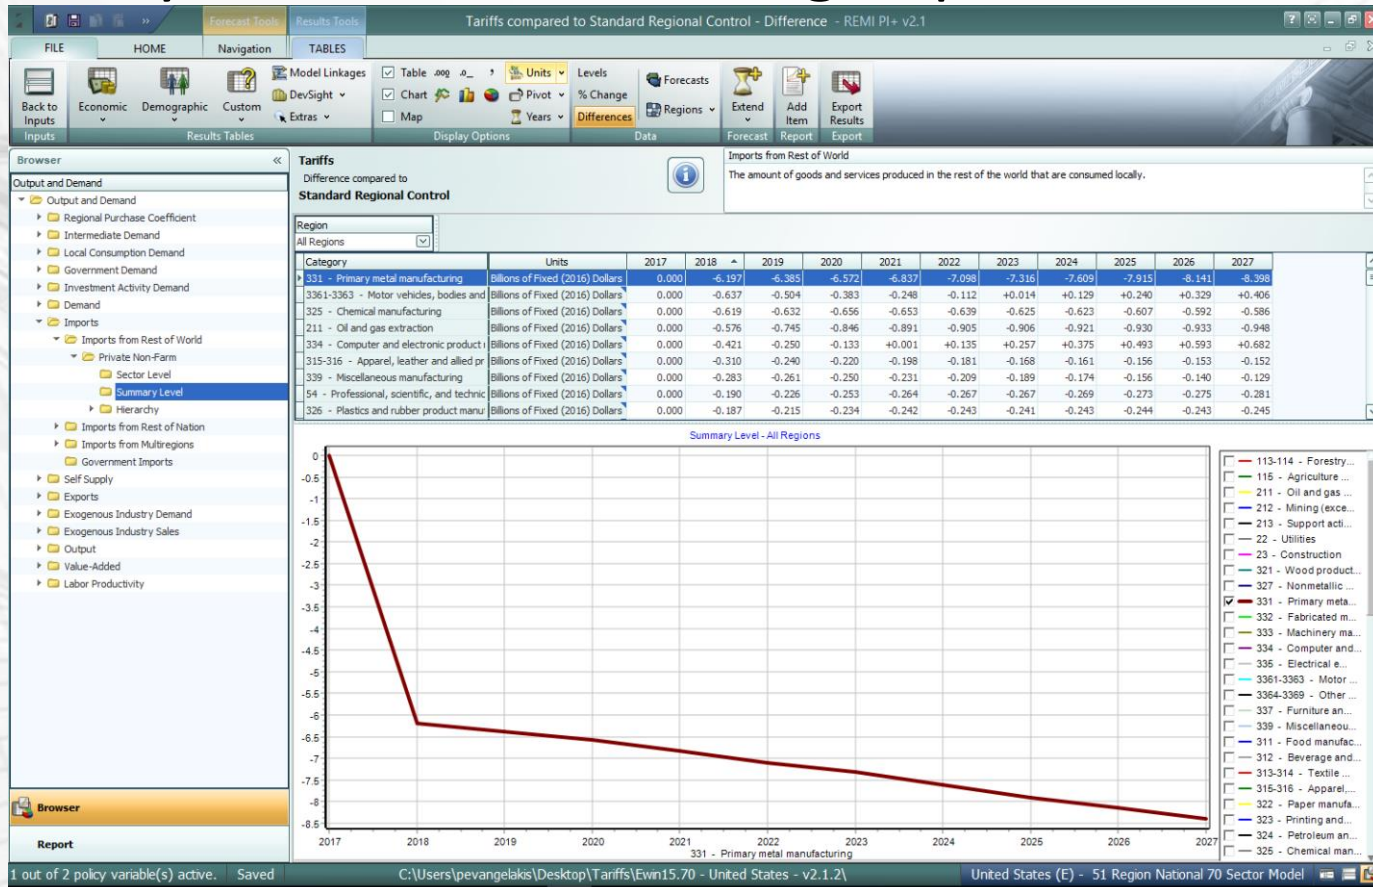 Forecast Tools Results Tools Tariffs compared to Standard Regional Control - Difference - REMI PI+ v2.1
FILE HOME Navigation TABLES
Model Linkages Table .000 .0_ , Units Levels Forecasts
DevSight Chart Pivot % Change Regions
Extras Map Years Differences
Back to Inputs Economic Demographic Custom Extend Add Item Export Results
Inputs Results Tables Display Options Data Forecast Report Export
Browser «
Output and Demand
Output and Demand
Regional Purchase Coefficient
Intermediate Demand
Local Consumption Demand
Government Demand
Investment Activity Demand
Demand
Imports
Imports from Rest of World
Private Non-Farm
Sector Level
Summary Level
Hierarchy
Imports from Rest of Nation
Imports from Multiregions
Government Imports
Self Supply
Exports
Exogenous Industry Demand
Exogenous Industry Sales
Output
Value-Added
Labor Productivity
Browser
Report
Tariffs
Difference compared to
Standard Regional Control
Imports from Rest of World
The amount of goods and services produced in the rest of the world that are consumed locally.
Region
All Regions
Category Units 2017 2018 2019 2020 2021 2022 2023 2024 2025 2026 2027
331 - Primary metal manufacturing Billions of Fixed (2016) Dollars 0.000 -6.197 -6.385 -6.572 -6.837 -7.098 -7.316 -7.609 -7.915 -8.141 -8.398
3361-3363 - Motor vehicles, bodies and Billions of Fixed (2016) Dollars 0.000 -0.637 -0.504 -0.383 -0.248 -0.112 +0.014 +0.129 +0.240 +0.329 +0.406
325 - Chemical manufacturing Billions of Fixed (2016) Dollars 0.000 -0.619 -0.632 -0.656 -0.653 -0.639 -0.625 -0.623 -0.607 -0.592 -0.586
211 - Oil and gas extraction Billions of Fixed (2016) Dollars 0.000 -0.576 -0.745 -0.846 -0.891 -0.905 -0.906 -0.921 -0.930 -0.933 -0.948
334 - Computer and electronic product Billions of Fixed (2016) Dollars 0.000 -0.421 -0.250 -0.133 +0.001 +0.135 +0.257 +0.375 +0.493 +0.593 +0.682
315-316 - Apparel, leather and allied pr Billions of Fixed (2016) Dollars 0.000 -0.310 -0.240 -0.220 -0.198 -0.181 -0.168 -0.161 -0.156 -0.153 -0.152
339 - Miscellaneous manufacturing Billions of Fixed (2016) Dollars 0.000 -0.283 -0.261 -0.250 -0.231 -0.209 -0.189 -0.174 -0.156 -0.140 -0.129
54 - Professional, scientific, and technic Billions of Fixed (2016) Dollars 0.000 -0.190 -0.226 -0.253 -0.264 -0.267 -0.267 -0.269 -0.273 -0.275 -0.281
326 - Plastics and rubber product manu Billions of Fixed (2016) Dollars 0.000 -0.187 -0.215 -0.234 -0.242 -0.243 -0.241 -0.243 -0.244 -0.243 -0.245
Summary Level - All Regions
0
-0.5
-1
-1.5
-2
-2.5
-3
-3.5
-4
-4.5
-5
-5.5
-6
-6.5
-7
-7.5
-8
-8.5
2017 2018 2019 2020 2021 2022 2023 2024 2025 2026 2027
331 - Primary metal manufacturing
113-114 - Forestry...
115 - Agriculture ...
211 - Oil and gas ...
212 - Mining (exce...
213 - Support acti...
22 - Utilities
23 - Construction
321 - Wood product...
327 - Nonmetallic ...
331 - Primary meta...
332 - Fabricated m...
333 - Machinery ma...
334 - Computer and...
335 - Electrical e...
3361-3363 - Motor ...
3364-3369 - Other ...
337 - Furniture an...
339 - Miscellaneou...
311 - Food manufac...
312 - Beverage and...
313-314 - Textile ...
315-316 - Apparel,...
322 - Paper manufa...
323 - Printing and...
324 - Petroleum an...
325 - Chemical man...
1 out of 2 policy variable(s) active. Saved C:\Users\pevangelakis\Desktop\Tariffs\Ewin15.70 - United States - v2.1.2\ United States (E) - 51 Region National 70 Sector Model